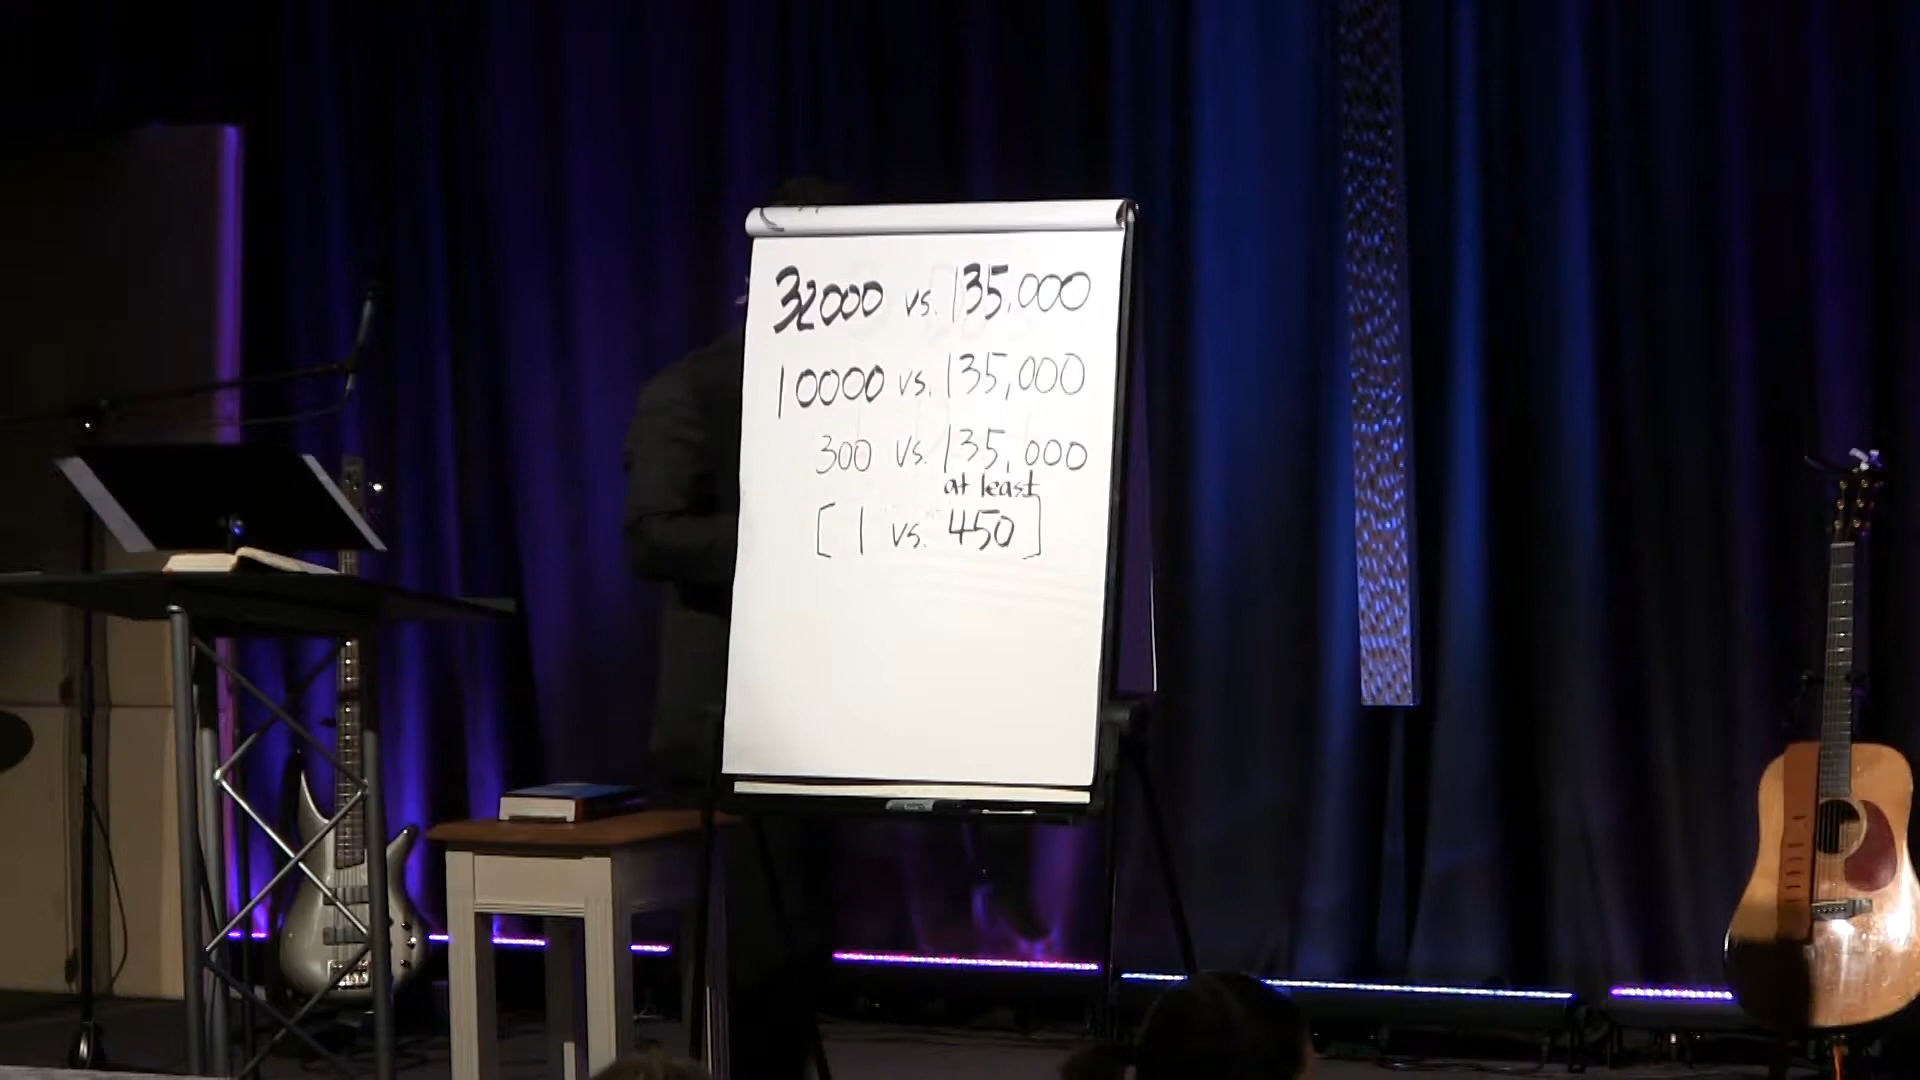 32000 vs. 135,000
10000 vs. 135,000
300 vs. 135,000
at least
[ 1 vs. 450 ]